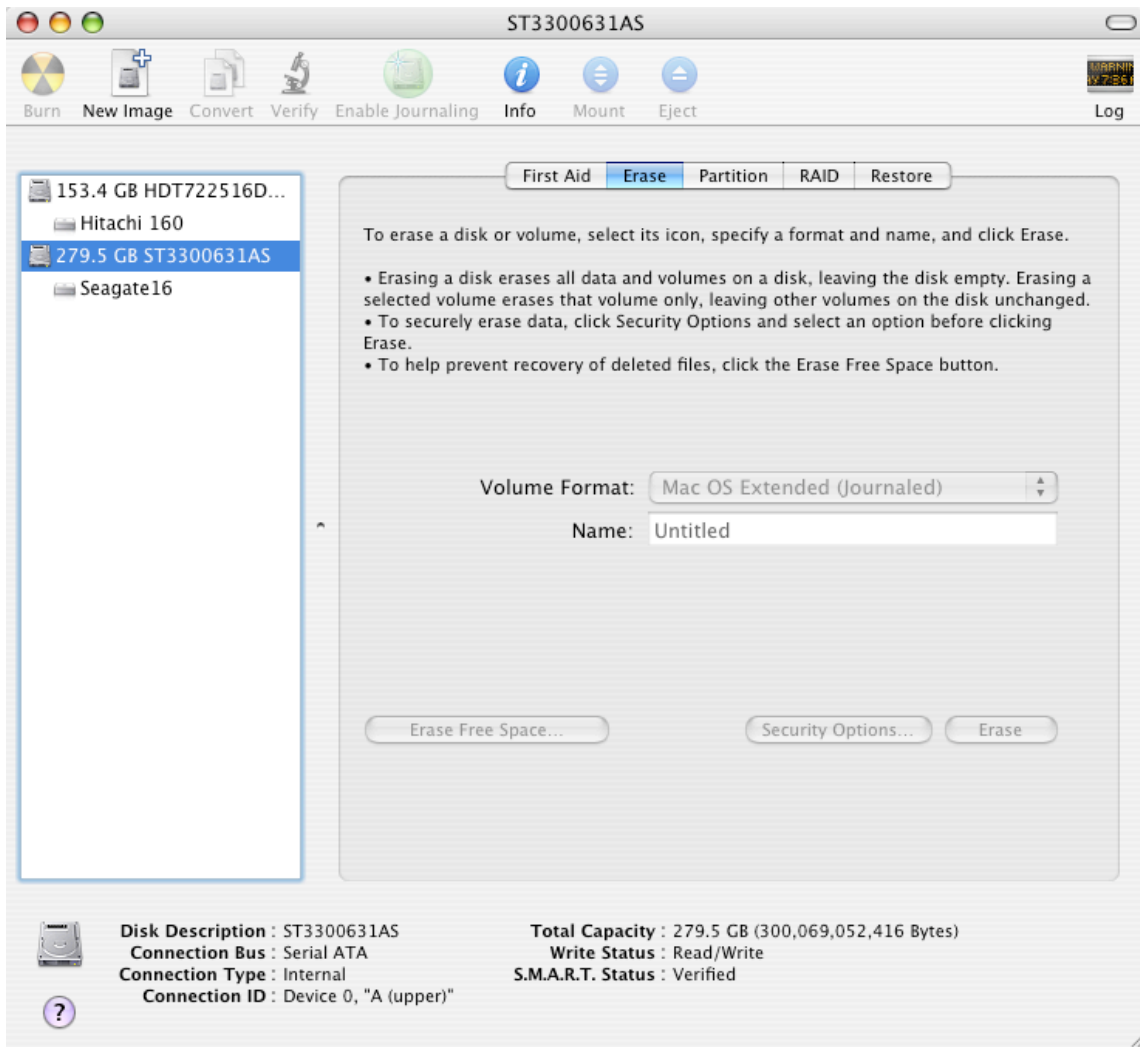 ST3300631AS
Burn New Image Convert Verify Enable Journaling Info Mount Eject Log
First Aid Erase Partition RAID Restore
153.4 GB HDT722516D...
Hitachi 160
279.5 GB ST3300631AS
Seagate16
To erase a disk or volume, select its icon, specify a format and name, and click Erase.
• Erasing a disk erases all data and volumes on a disk, leaving the disk empty. Erasing a
selected volume erases that volume only, leaving other volumes on the disk unchanged.
• To securely erase data, click Security Options and select an option before clicking
Erase.
• To help prevent recovery of deleted files, click the Erase Free Space button.
Volume Format: Mac OS Extended (Journaled)
Name: Untitled
Erase Free Space... Security Options... Erase
Disk Description : ST3300631AS
Connection Bus : Serial ATA
Connection Type : Internal
Connection ID : Device 0, "A (upper)"
Total Capacity : 279.5 GB (300,069,052,416 Bytes)
Write Status : Read/Write
S.M.A.R.T. Status : Verified
?